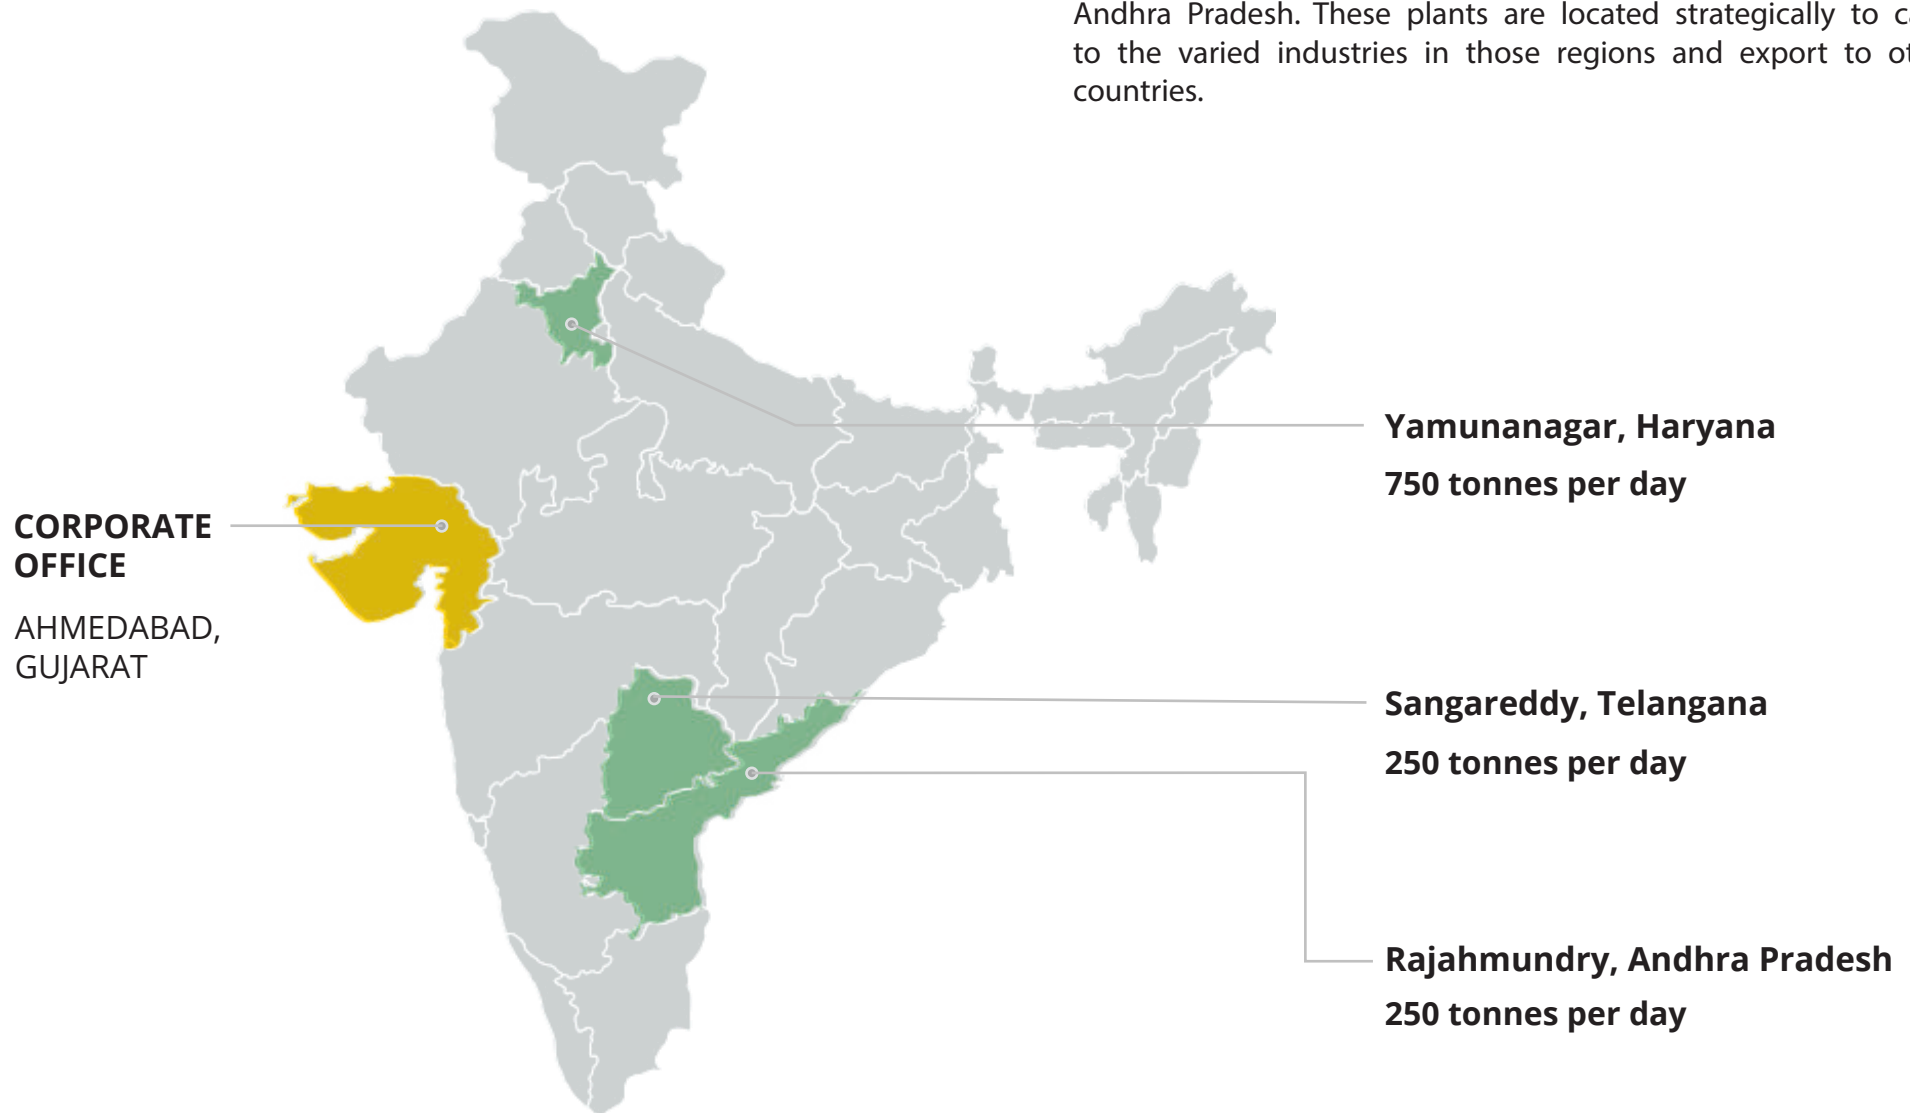 Andhra Pradesh. These plants are located strategically to
to the varied industries in those regions and export to
countries.
Yamunanagar, Haryana
750 tonnes per day
CORPORATE
OFFICE
AHMEDABAD,
GUJARAT
Sangareddy, Telangana
250 tonnes per day
Rajahmundry, Andhra Pradesh
250 tonnes per day